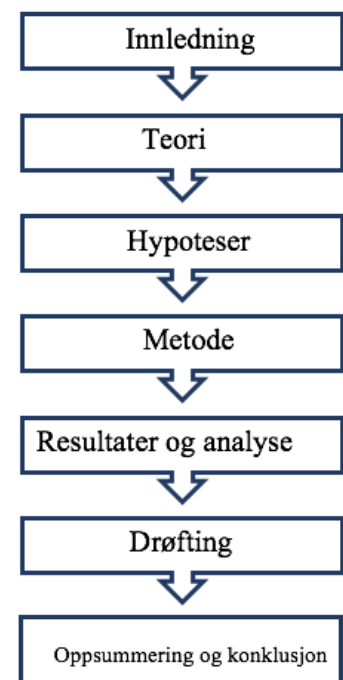 Innledning
Teori
Hypoteser
Metode
Resultater og analyse
Drøfting
Oppsummering og konklusjon